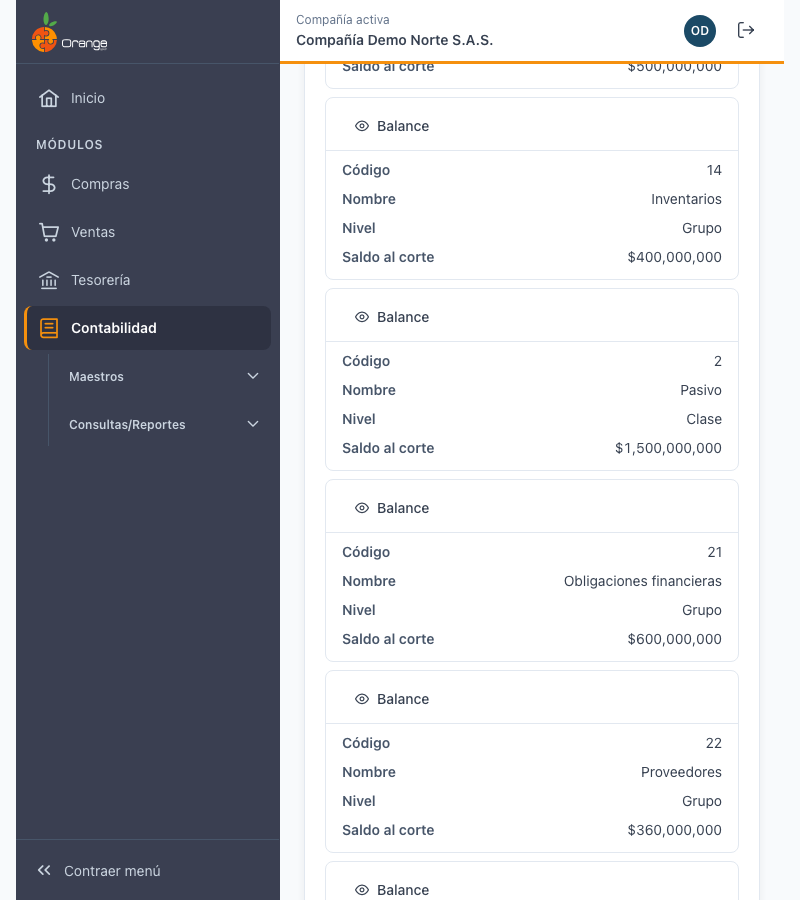 Orange
Compañía activa
Compañía Demo Norte S.A.S.
OD
Inicio
MÓDULOS
Compras
Ventas
Tesorería
Contabilidad
Maestros
Consultas/Reportes
Contraer menú
Saldo al corte $500,000,000
Balance
Código 14
Nombre Inventarios
Nivel Grupo
Saldo al corte $400,000,000
Balance
Código 2
Nombre Pasivo
Nivel Clase
Saldo al corte $1,500,000,000
Balance
Código 21
Nombre Obligaciones financieras
Nivel Grupo
Saldo al corte $600,000,000
Balance
Código 22
Nombre Proveedores
Nivel Grupo
Saldo al corte $360,000,000
Balance